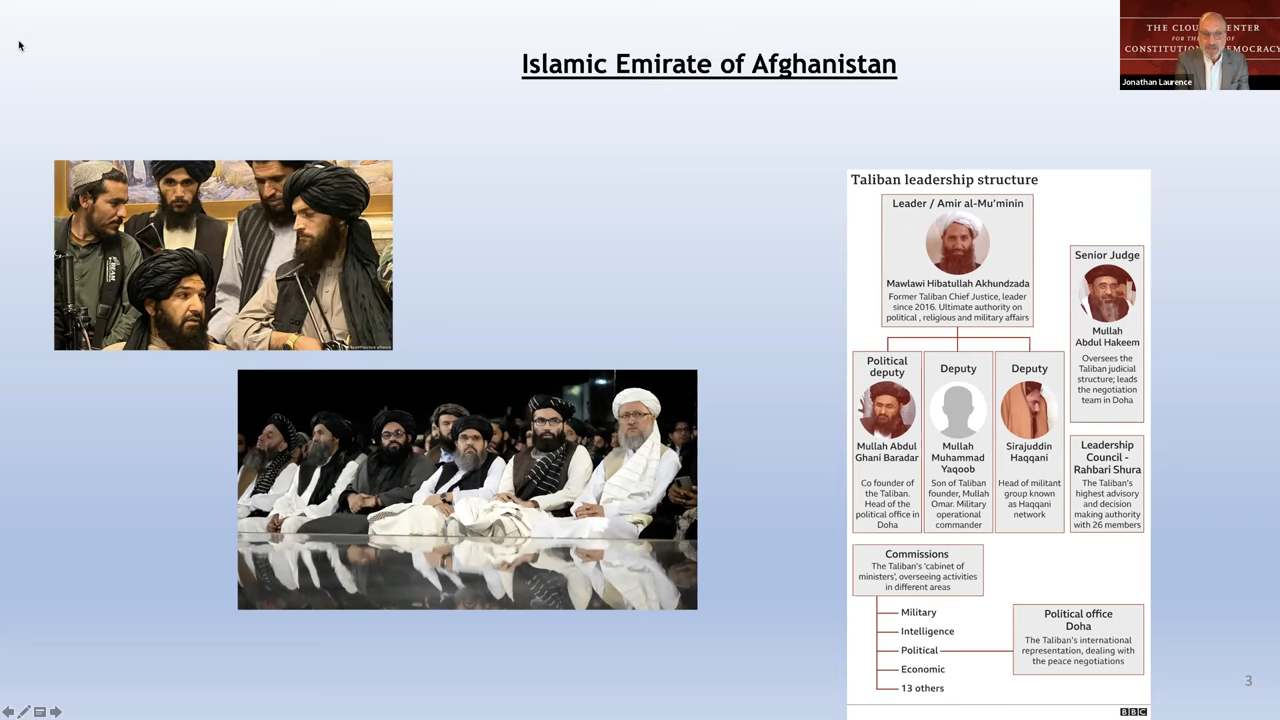 Islamic Emirate of Afghanistan
THE CLOU
ENTER
FOR THE
OF
CONSTITUTION
EMOCRACY
Jonathan Laurence
Taliban leadership structure
Leader / Amir al-Mu'minin
Mawlawi Hibatullah Akhundzada
Former Taliban Chief Justice, leader
since 2016. Ultimate authority on
political , religious and military affairs
Senior Judge
Mullah
Abdul Hakeem
Oversees the
Taliban judicial
structure; leads
the negotiation
team in Doha
Political
deputy
Mullah Abdul
Ghani Baradar
Co founder of
the Taliban.
Head of the
political office in
Doha
Deputy
Mullah
Muhammad
Yaqoob
Son of Taliban
founder, Mullah
Omar. Military
operational
commander
Deputy
Sirajuddin
Haqqani
Head of militant
group known
as Haqqani
network
Leadership
Council -
Rahbari Shura
The Taliban's
highest advisory
and decision
making authority
with 26 members
Commissions
The Taliban's 'cabinet of
ministers', overseeing activities
in different areas
Military
Intelligence
Political
Economic
13 others
Political office
Doha
The Taliban's international
representation, dealing with
the peace negotiations
BBC
3